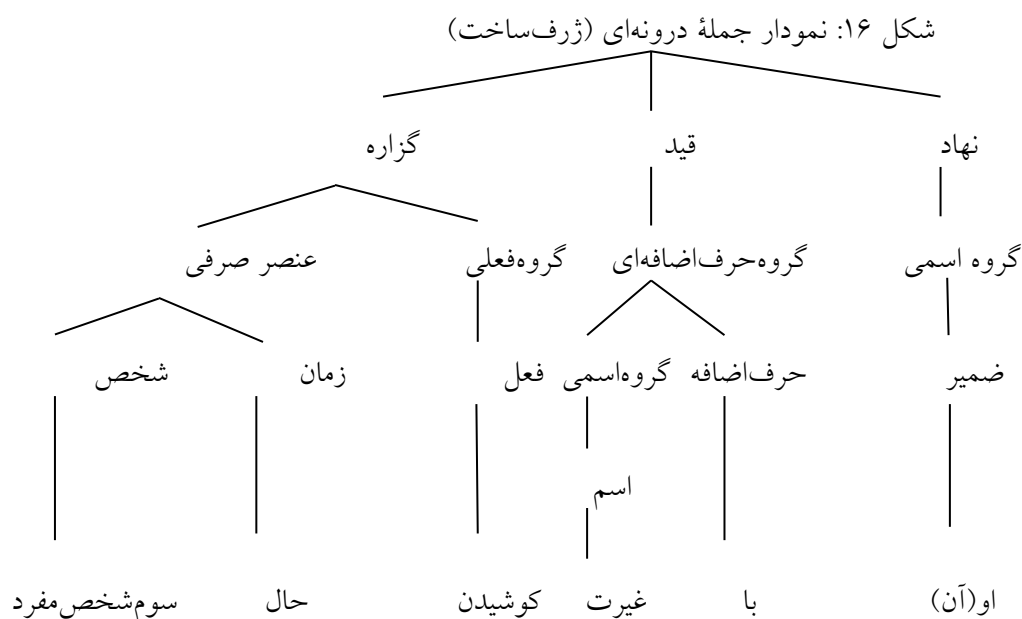 شکل ۱۶: نمودار جملهٔ درونه‌ای (ژرف‌ساخت)
نهاد قید گزاره
گروه اسمی گروه‌حرف‌اضافه‌ای گروه‌فعلی عنصر صرفی
ضمیر حرف‌اضافه گروه‌اسمی فعل زمان شخص
اسم
او(آن) با غیرت کوشیدن حال سوم‌شخص‌مفرد